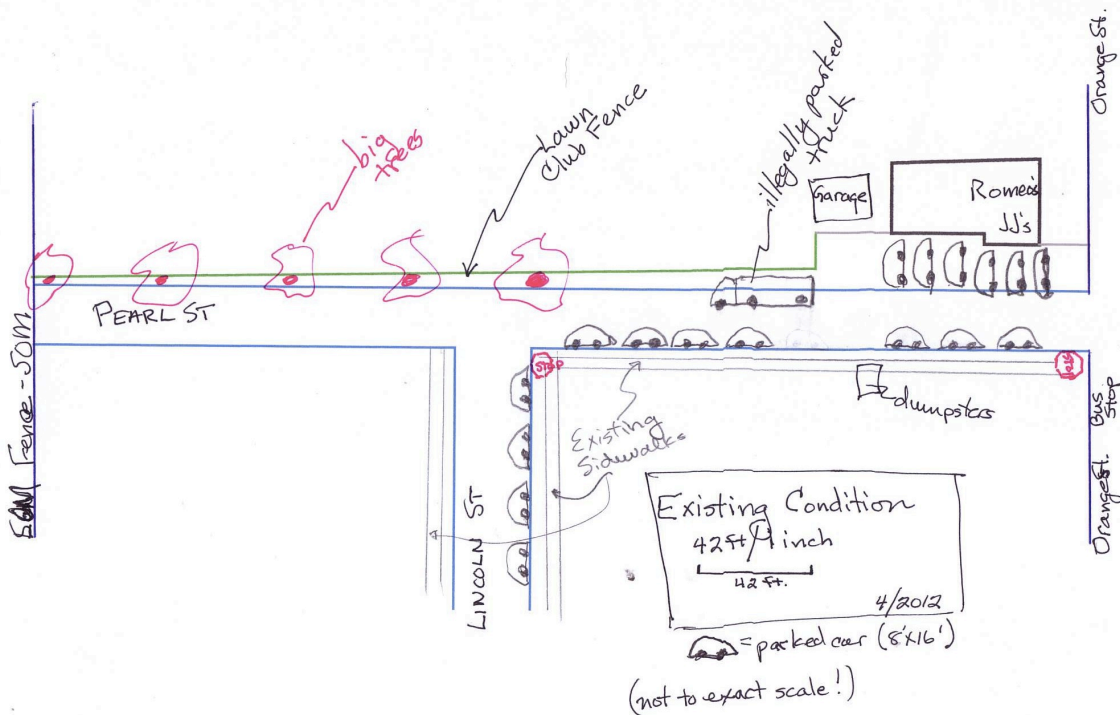 Orange St.
big
trees
Lawn
Club Fence
illegally parked
truck
Garage
Romeo's
JJ's
PEARL ST
Fence - SOM
STOP
STOP
dumpsters
Bus
Stop
Orange St.
Existing
Sidewalks
LINCOLN ST
Existing Condition
42ft/1 inch
42 ft.
4/2012
= parked car (8'x16')
(not to exact scale!)